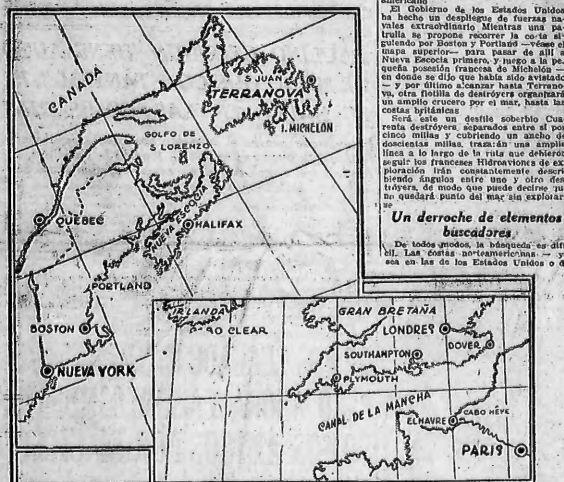 americano
El Gobierno de los Estados Unidos
ha hecho un despliegue de fuerzas na-
vales extraordinario Mientras una pa-
trulla se propone recorrer la costa si-
guiendo por Boston y Portland —véase el
mapa superior— para pasar de allí a
Nueva Escocia primero, y luego a la pe-
queña posesión francesa de Michelón —
en donde se dijo que había sido avistado
— y por último alcanzar hasta Terrano-
va, otra flotilla de destróyers organizará
un amplio crucero por el mar, hasta las
costas británicas
Será este un desfile soberbio Cua-
renta destróyers, separados entre sí por
cinco millas y cubriendo un ancho de
doscientas millas, trazarán una amplia
línea a lo largo de la ruta que debieron
seguir los franceses Hidroaviones de ex-
ploración irán constantemente descri-
biendo ángulos entre uno y otro des-
tróyers, de modo que puede decirse que
no quedará punto del mar sin explorar-
se
Un derroche de elementos
buscadores
De todos modos, la búsqueda es difí-
cil. Las costas norteamericanas — ya
sea en las de los Estados Unidos o d
CANADA
S JUAN
TERRANOVA
I. MICHELON
GOLFO DE
S LORENZO
QUEBEC
NUEVA ESCOCIA
HALIFAX
PORTLAND
BOSTON
NUEVA YORK
IRLANDA
CLEAR
GRAN BRETAÑA
LONDRES
DOVER
SOUTHAMPTON
PLYMOUTH
CANAL DE LA MANCHA
EL HAVRE
CABO HÉVE
PARIS